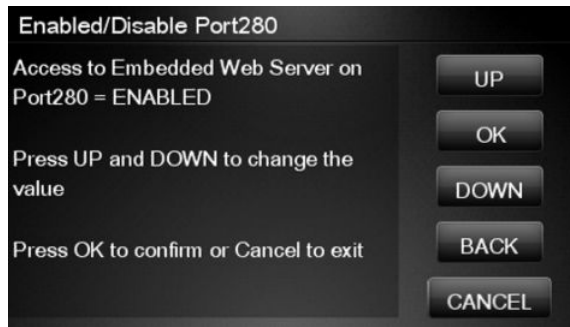 Enabled/Disable Port280
Access to Embedded Web Server on
Port280 = ENABLED
Press UP and DOWN to change the
value
Press OK to confirm or Cancel to exit
UP
OK
DOWN
BACK
CANCEL